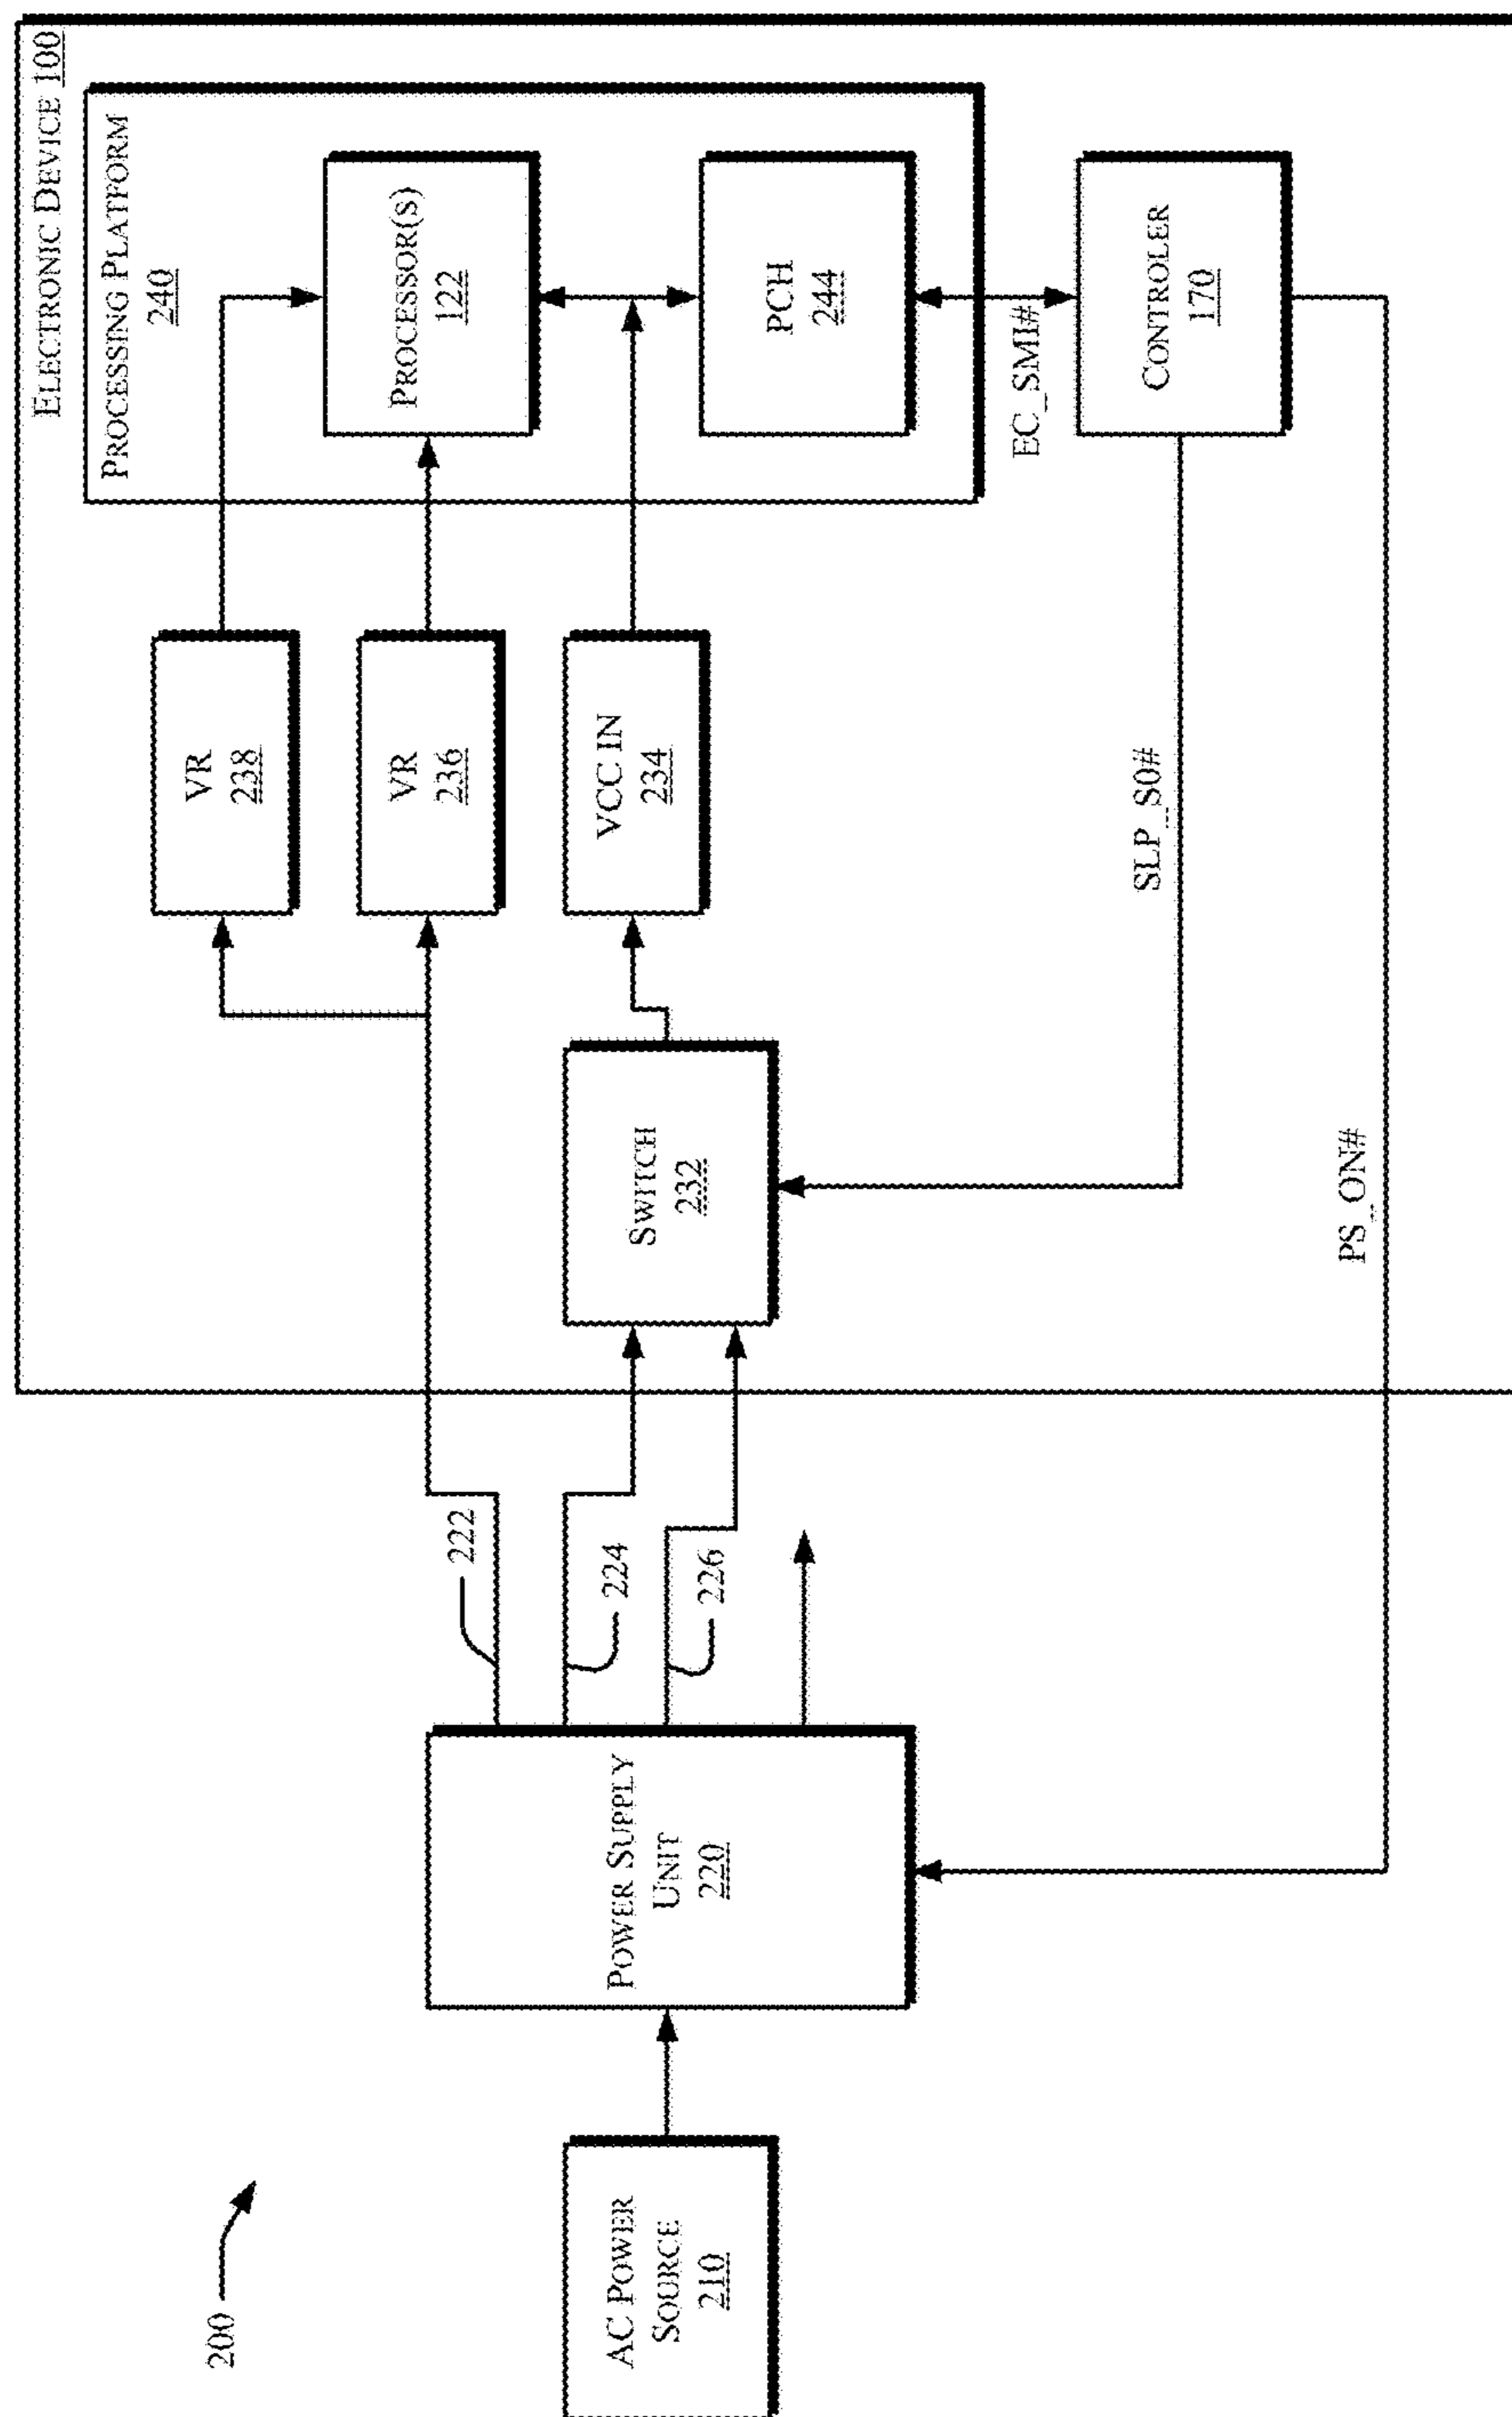 200
AC POWER
SOURCE
210
POWER SUPPLY
UNIT
220
222
224
226
ELECTRONIC DEVICE 100
SWITCH
232
VR
238
VR
236
VCC IN
234
PROCESSING PLATFORM
240
PROCESSOR(S)
122
PCH
244
EC_SMI#
CONTROLER
170
SLP_S0#
PS_ON#